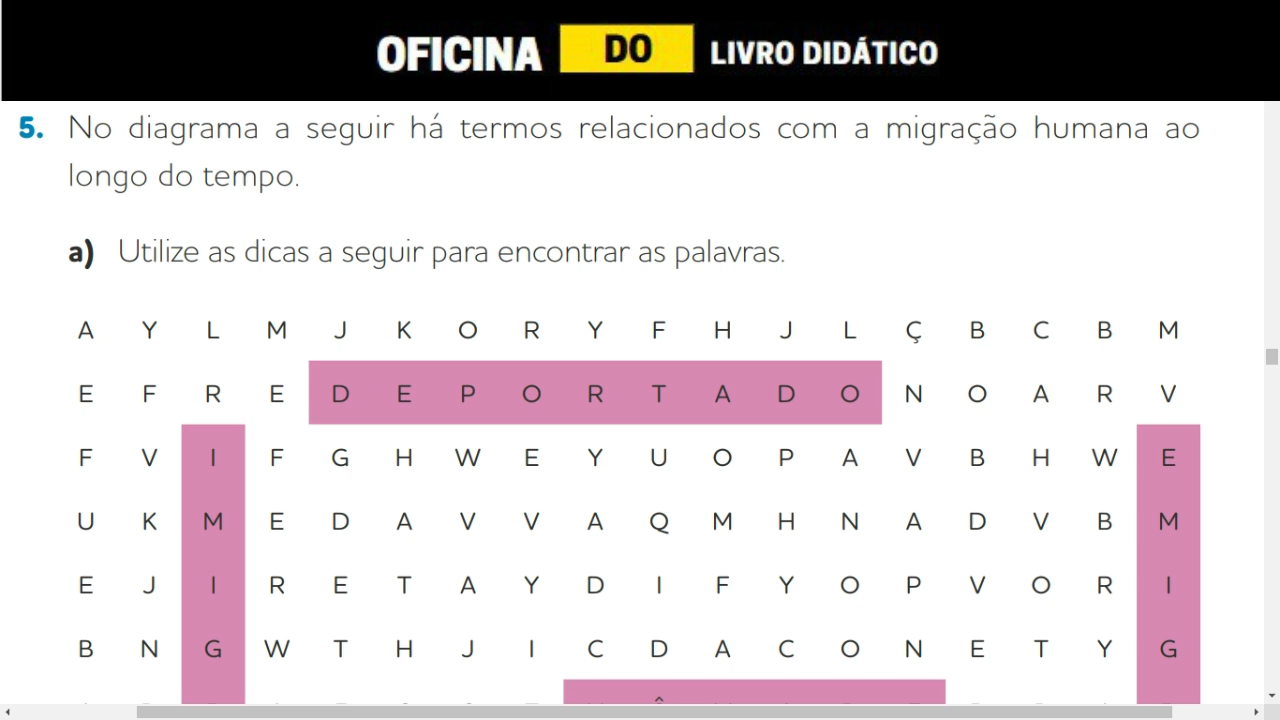 OFICINA DO LIVRO DIDÁTICO
5. No diagrama a seguir há termos relacionados com a migração humana ao
longo do tempo.
a) Utilize as dicas a seguir para encontrar as palavras.
A Y L M J K O R Y F H J L Ç B C B M
E F R E D E P O R T A D O N O A R V
F V I F G H W E Y U O P A V B H W E
U K M E D A V V A Q M H N A D V B M
E J I R E T A Y D I F Y O P V O R I
B N G W T H J I C D A C O N E T Y G